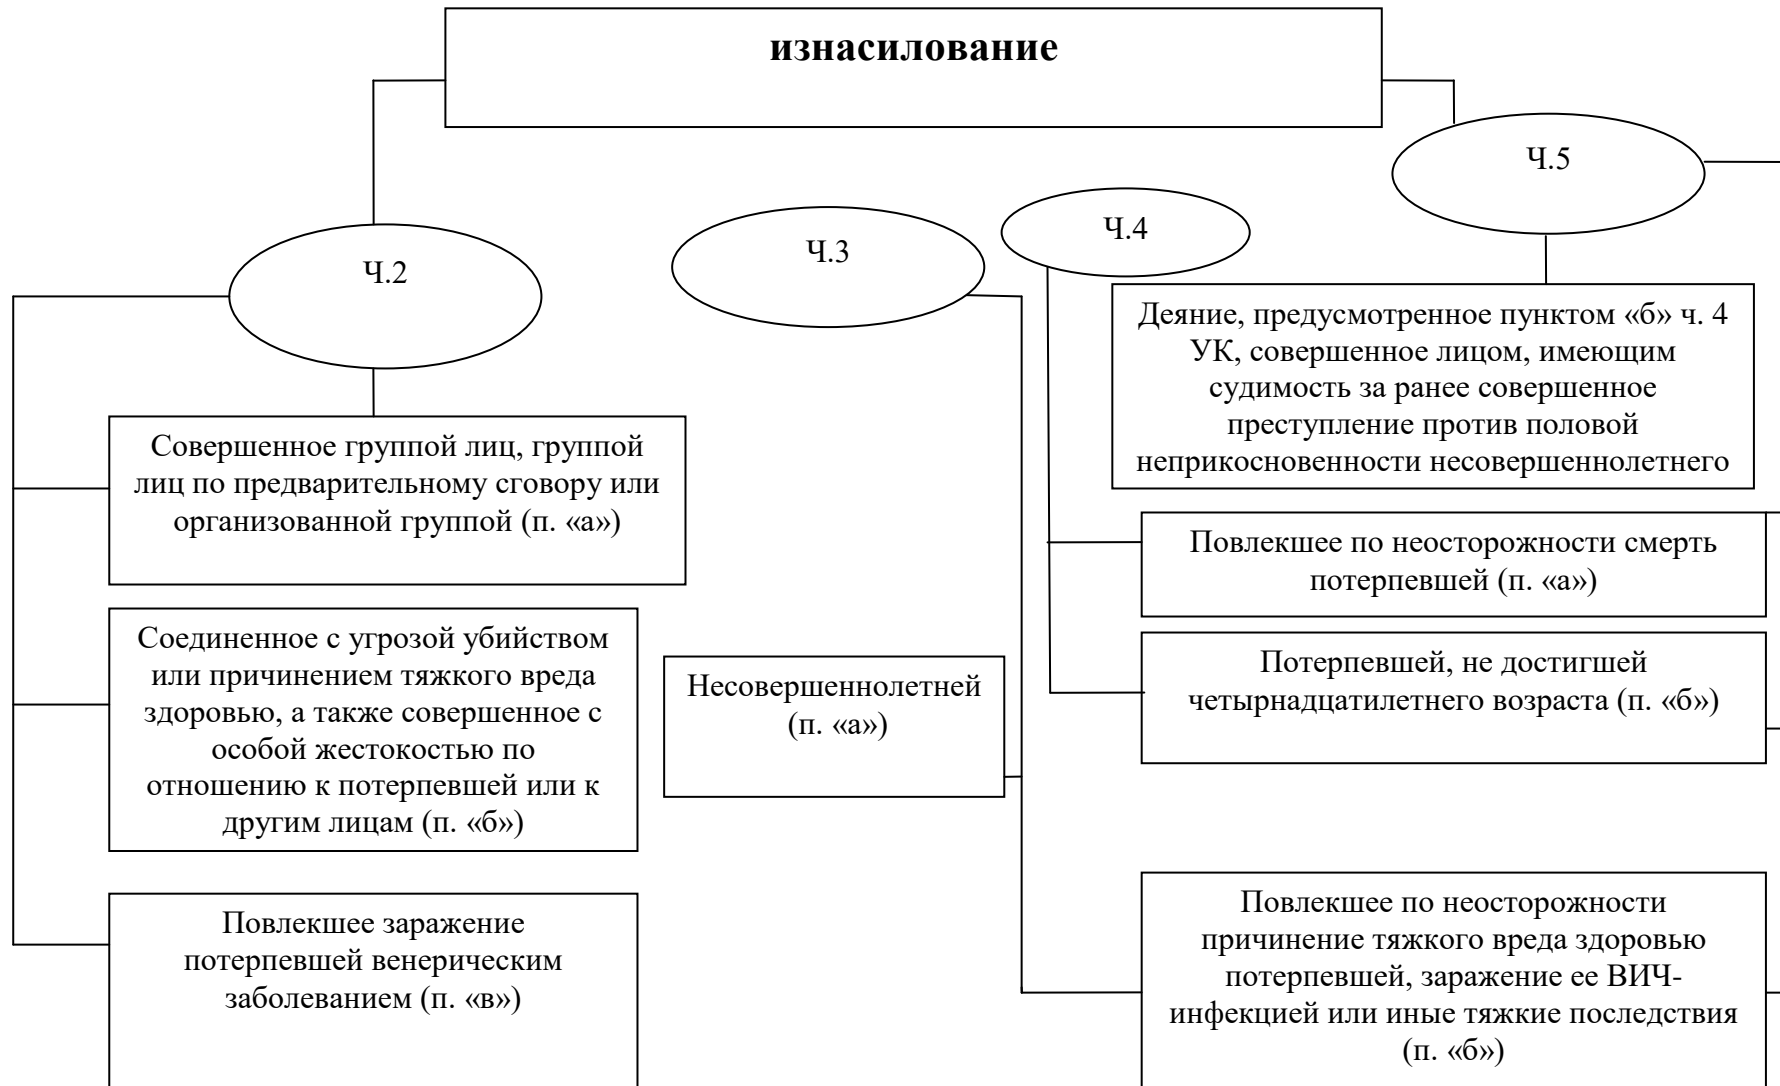 изнасилование
Ч.5
Ч.4
Ч.3
Ч.2
Деяние, предусмотренное пунктом «б» ч. 4
УК, совершенное лицом, имеющим
судимость за ранее совершенное
преступление против половой
неприкосновенности несовершеннолетнего
Совершенное группой лиц, группой
лиц по предварительному сговору или
организованной группой (п. «а»)
Повлекшее по неосторожности смерть
потерпевшей (п. «а»)
Соединенное с угрозой убийством
или причинением тяжкого вреда
здоровью, а также совершенное с
особой жестокостью по
отношению к потерпевшей или к
другим лицам (п. «б»)
Несовершеннолетней
(п. «а»)
Потерпевшей, не достигшей
четырнадцатилетнего возраста (п. «б»)
Повлекшее заражение
потерпевшей венерическим
заболеванием (п. «в»)
Повлекшее по неосторожности
причинение тяжкого вреда здоровью
потерпевшей, заражение ее ВИЧ-
инфекцией или иные тяжкие последствия
(п. «б»)